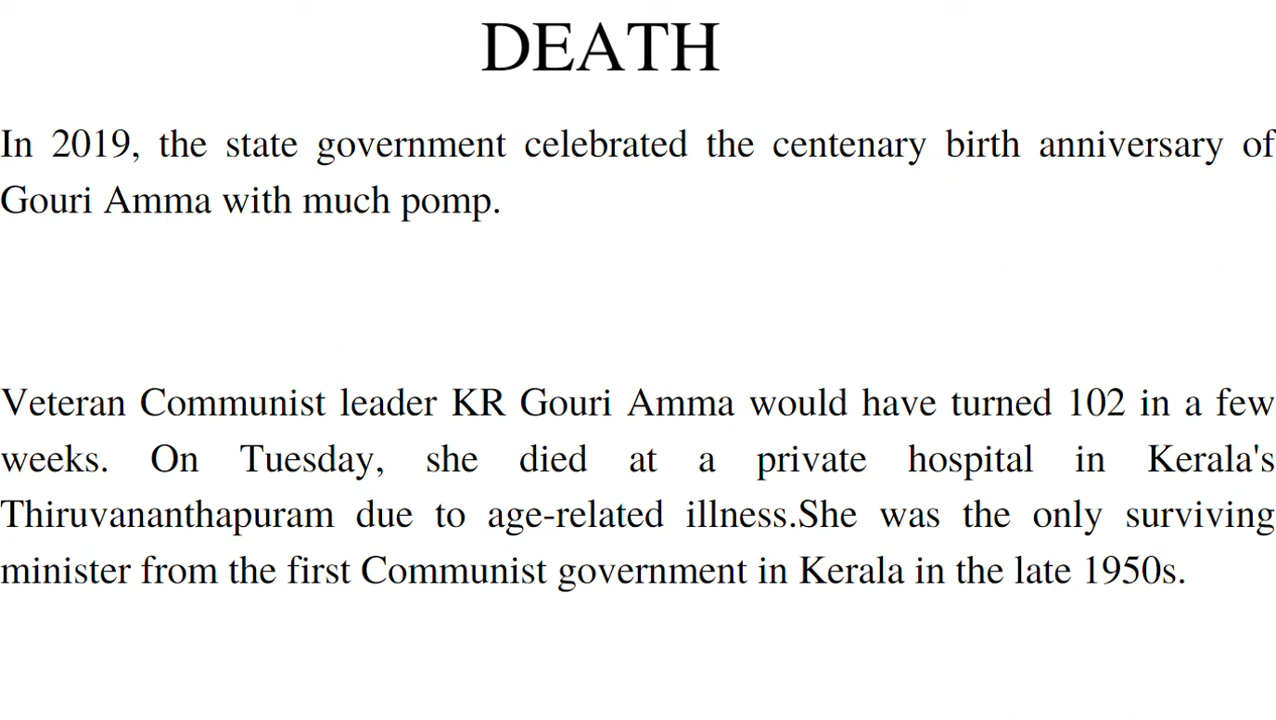 DEATH
In 2019, the state government celebrated the centenary birth anniversary of
Gouri Amma with much pomp.
Veteran Communist leader KR Gouri Amma would have turned 102 in a few
weeks. On Tuesday, she died at a private hospital in Kerala's
Thiruvananthapuram due to age-related illness.She was the only surviving
minister from the first Communist government in Kerala in the late 1950s.